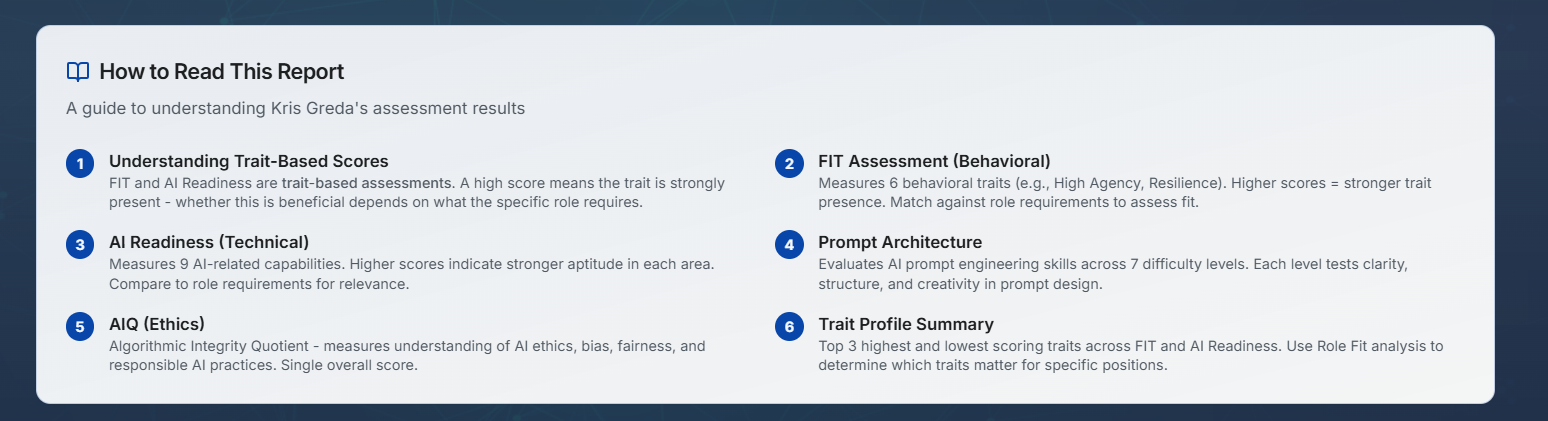 How to Read This Report
A guide to understanding Kris Greda's assessment results
1
Understanding Trait-Based Scores
FIT and AI Readiness are trait-based assessments. A high score means the trait is strongly
present - whether this is beneficial depends on what the specific role requires.
2
FIT Assessment (Behavioral)
Measures 6 behavioral traits (e.g., High Agency, Resilience). Higher scores = stronger trait
presence. Match against role requirements to assess fit.
3
AI Readiness (Technical)
Measures 9 AI-related capabilities. Higher scores indicate stronger aptitude in each area.
Compare to role requirements for relevance.
4
Prompt Architecture
Evaluates AI prompt engineering skills across 7 difficulty levels. Each level tests clarity,
structure, and creativity in prompt design.
5
AIQ (Ethics)
Algorithmic Integrity Quotient - measures understanding of AI ethics, bias, fairness, and
responsible AI practices. Single overall score.
6
Trait Profile Summary
Top 3 highest and lowest scoring traits across FIT and AI Readiness. Use Role Fit analysis to
determine which traits matter for specific positions.